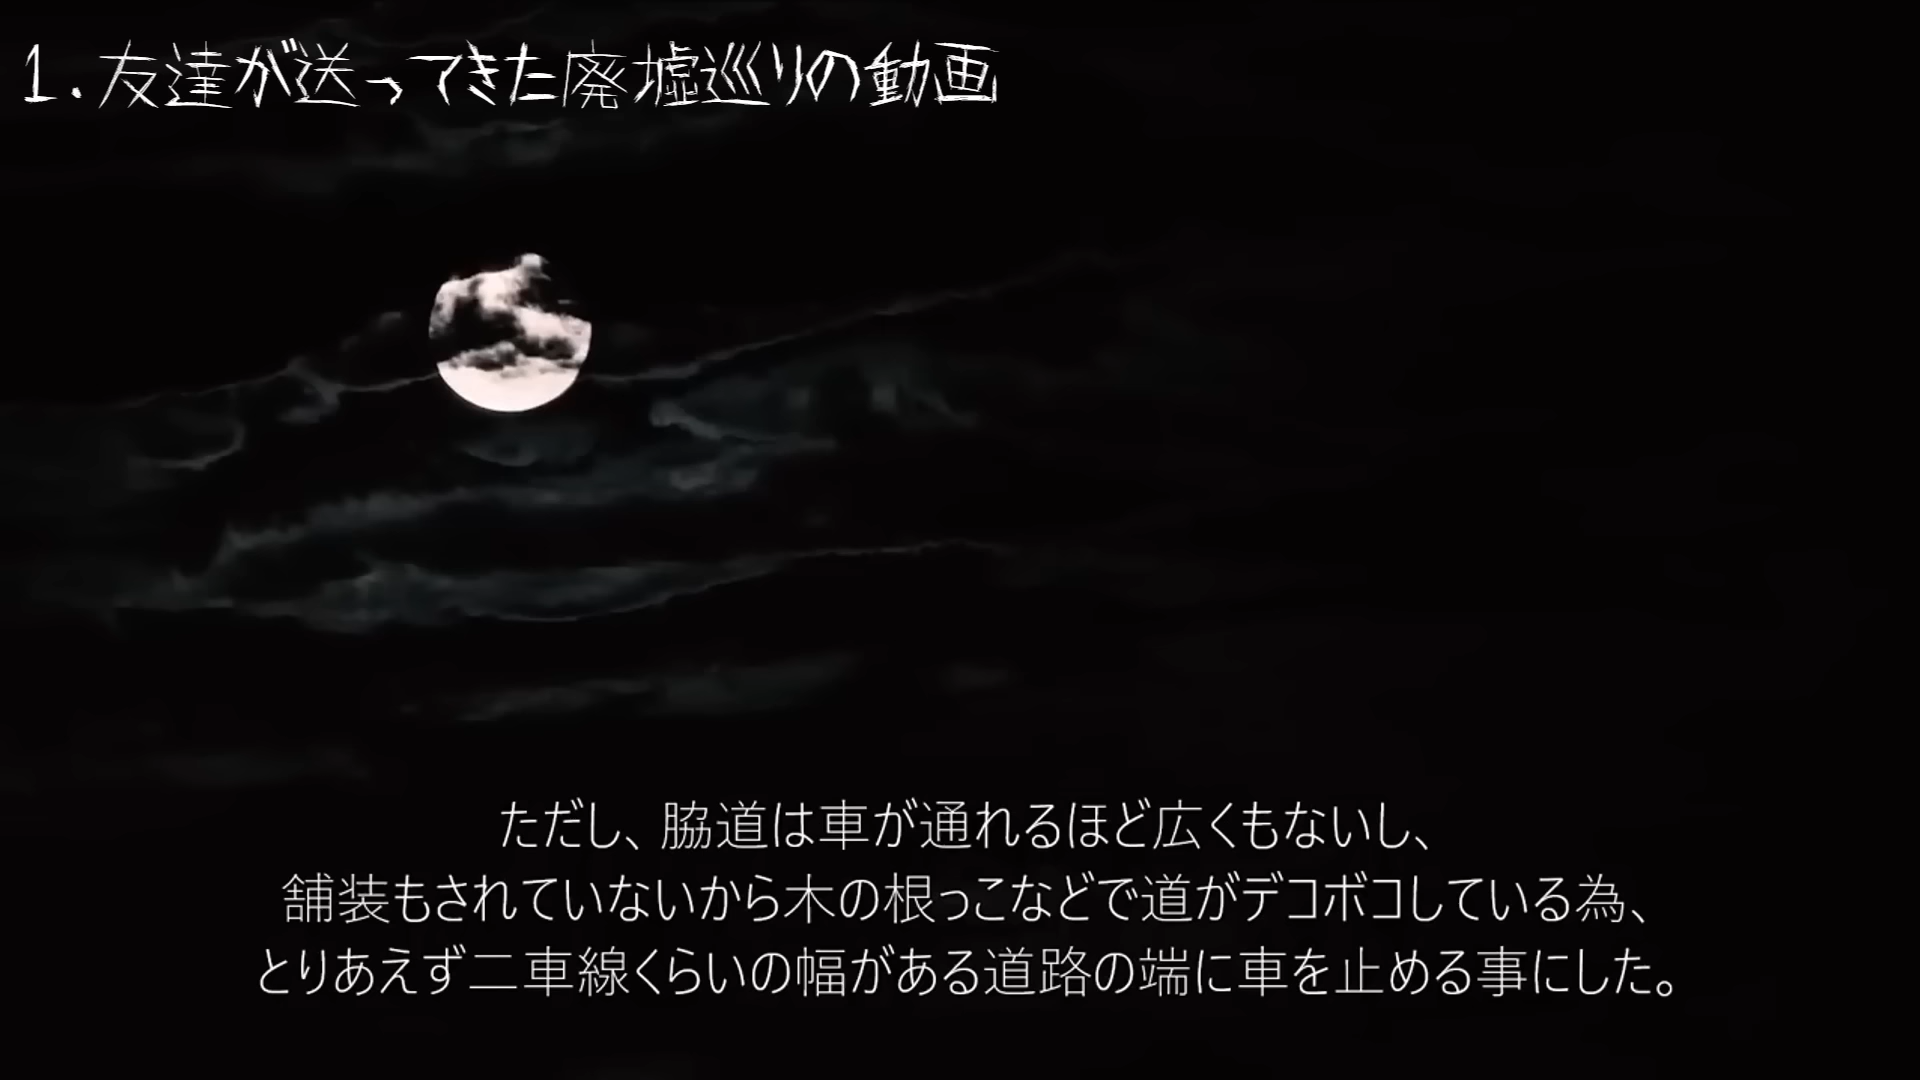 1.友達が送ってきた廃墟巡りの動画
ただし、脇道は車が通れるほど広くもないし、
舗装もされていないから木の根っこなどで道がデコボコしている為、
とりあえず二車線くらいの幅がある道路の端に車を止める事にした。